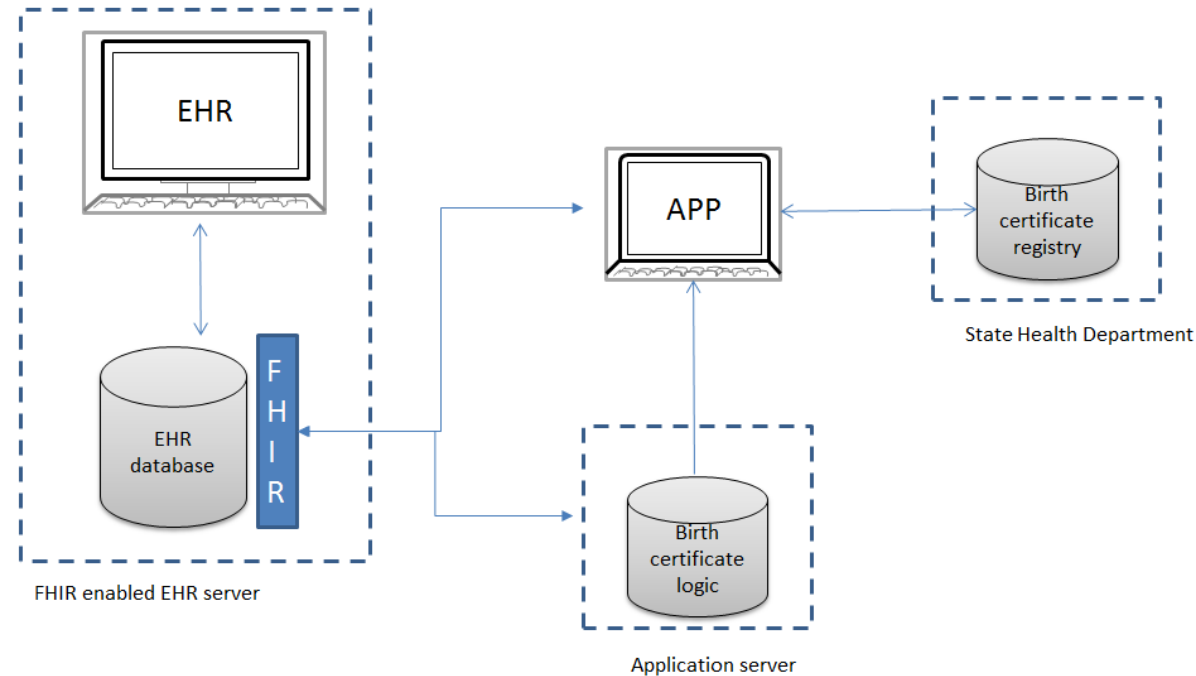 EHR
APP
Birth
certificate
registry
State Health Department
F
H
I
R
EHR
database
FHIR enabled EHR server
Birth
certificate
logic
Application server